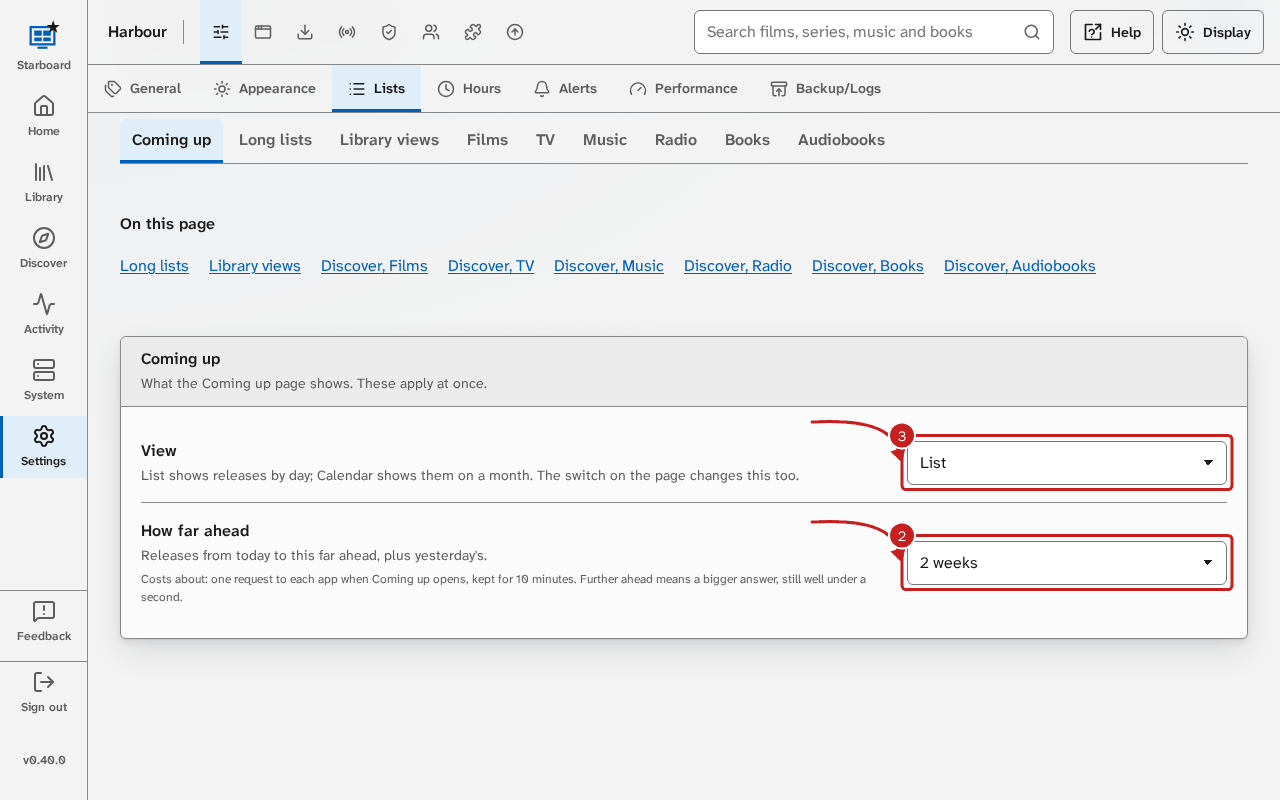 Starboard
Home
Library
Discover
Activity
System
Settings
Feedback
Sign out
v0.40.0
Harbour
Search films, series, music and books
Help
Display
General
Appearance
Lists
Hours
Alerts
Performance
Backup/Logs
Coming up
Long lists
Library views
Films
TV
Music
Radio
Books
Audiobooks
On this page
Long lists
Library views
Discover, Films
Discover, TV
Discover, Music
Discover, Radio
Discover, Books
Discover, Audiobooks
Coming up
What the Coming up page shows. These apply at once.
View
List shows releases by day; Calendar shows them on a month. The switch on the page changes this too.
3
List
How far ahead
Releases from today to this far ahead, plus yesterday's.
Costs about: one request to each app when Coming up opens, kept for 10 minutes. Further ahead means a bigger answer, still well under a
second.
2
2 weeks